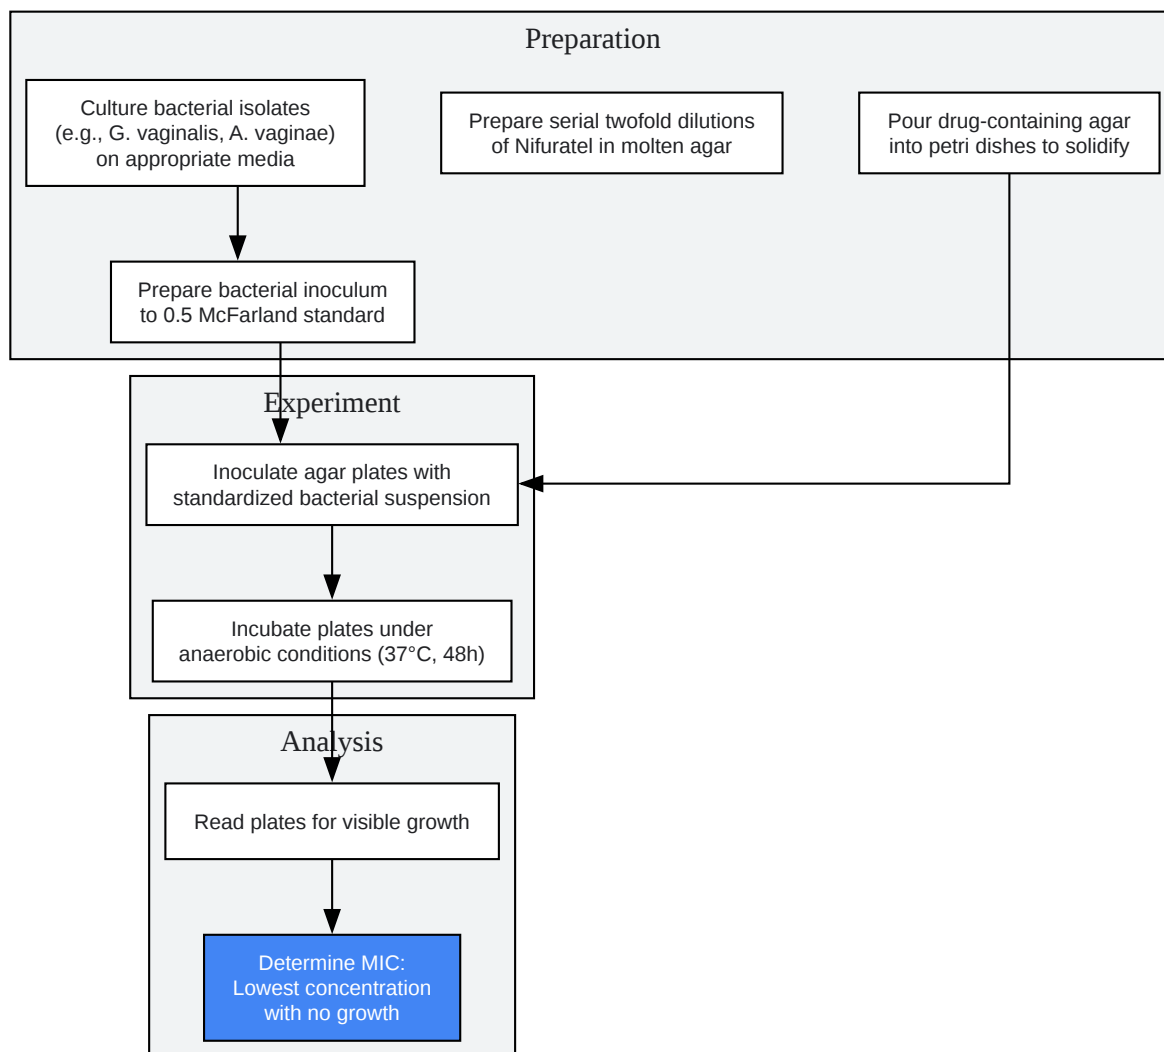 Preparation
Culture bacterial isolates
(e.g., G. vaginalis, A. vaginae)
on appropriate media
Prepare serial twofold dilutions
of Nifuratel in molten agar
Pour drug-containing agar
into petri dishes to solidify
Prepare bacterial inoculum
to 0.5 McFarland standard
Experiment
Inoculate agar plates with
standardized bacterial suspension
Incubate plates under
anaerobic conditions (37°C, 48h)
Analysis
Read plates for visible growth
Determine MIC:
Lowest concentration
with no growth